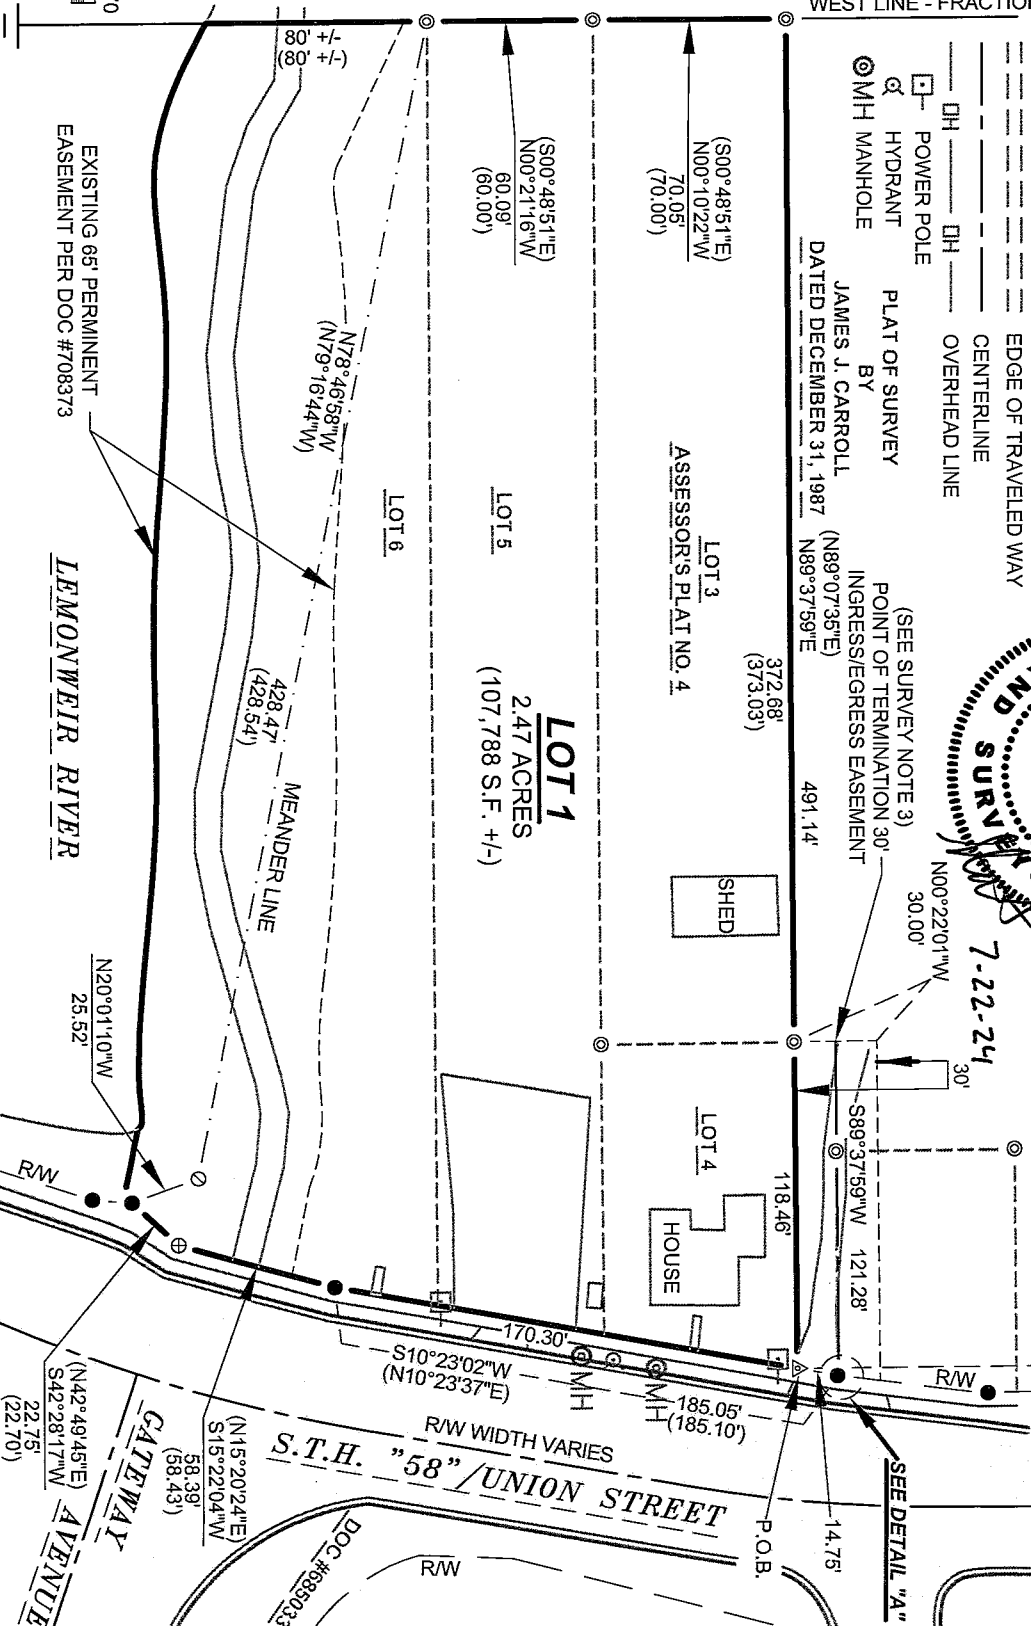 WEST LINE - FRACTION
EDGE OF TRAVELED WAY
CENTERLINE
OH OH OVERHEAD LINE
POWER POLE
HYDRANT
MH MANHOLE
PLAT OF SURVEY
BY
JAMES J. CARROLL
DATED DECEMBER 31, 1987
SURVEY
7-22-24
(SEE SURVEY NOTE 3)
POINT OF TERMINATION 30'
INGRESS/EGRESS EASEMENT
N00°22'01"W
30.00'
30'
(N89°07'35"E)
N89°37'59"E
491.14'
372.68'
(373.03')
118.46'
S89°37'59"W 121.28'
SEE DETAIL "A"
14.75'
P.O.B.
R/W
(S00°48'51"E)
N00°10'22"W
70.05'
(70.00')
(S00°48'51"E)
N00°21'16"W
60.09'
(60.00')
80' +/-
(80' +/-)
LOT 3
ASSESSOR'S PLAT NO. 4
SHED
LOT 4
HOUSE
LOT 1
2.47 ACRES
(107,788 S.F. +/-)
LOT 5
LOT 6
N78°46'58"W
(N79°16'44"W)
428.47'
(428.54')
MEANDER LINE
EXISTING 65' PERMINENT
EASEMENT PER DOC #708373
LEMONWEIR RIVER
N20°01'10"W
25.52'
R/W
170.30'
S10°23'02"W
(N10°23'37"E)
MH
MH
185.05'
(185.10')
R/W WIDTH VARIES
S.T.H. "58"/UNION STREET
(N15°20'24"E)
S15°22'04"W
58.39'
(58.43')
(N42°49'45"E)
S42°28'17"W
22.75'
(22.70')
GATEWAY AVENUE
DOC #685033
R/W